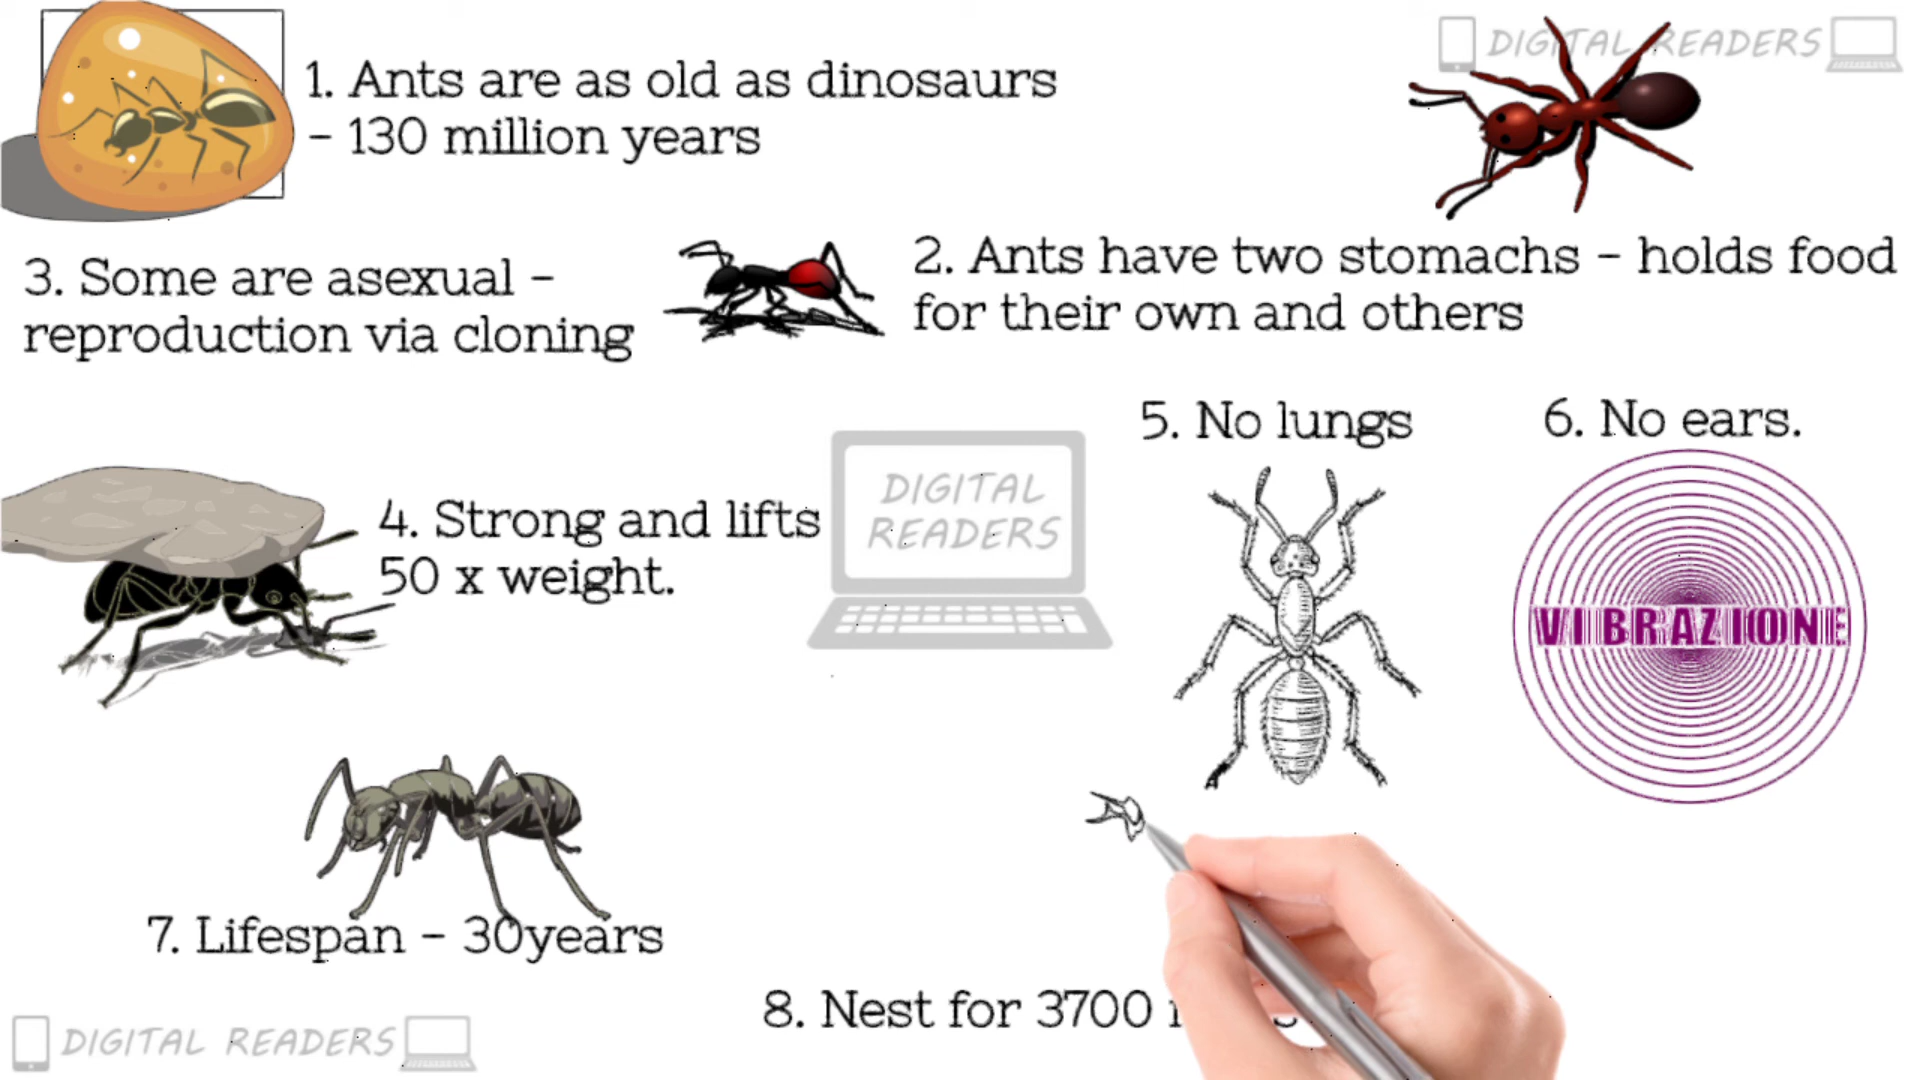 1. Ants are as old as dinosaurs
- 130 million years
DIGITAL READERS
2. Ants have two stomachs - holds food
for their own and others
3. Some are asexual -
reproduction via cloning
4. Strong and lifts
50 x weight.
DIGITAL
READERS
5. No lungs
6. No ears.
VIBRAZIONE
7. Lifespan - 30years
8. Nest for 3700
DIGITAL READERS